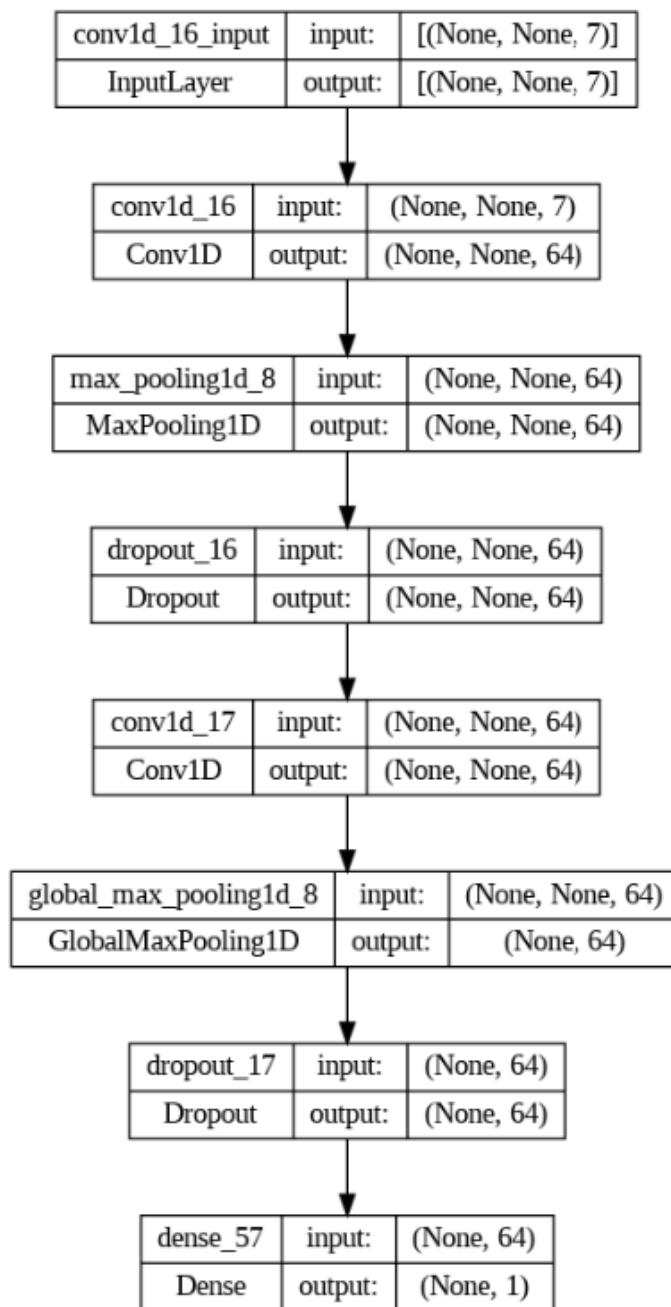 conv1d_16_input input: [(None, None, 7)]
InputLayer output: [(None, None, 7)]
conv1d_16 input: (None, None, 7)
Conv1D output: (None, None, 64)
max_pooling1d_8 input: (None, None, 64)
MaxPooling1D output: (None, None, 64)
dropout_16 input: (None, None, 64)
Dropout output: (None, None, 64)
conv1d_17 input: (None, None, 64)
Conv1D output: (None, None, 64)
global_max_pooling1d_8 input: (None, None, 64)
GlobalMaxPooling1D output: (None, 64)
dropout_17 input: (None, 64)
Dropout output: (None, 64)
dense_57 input: (None, 64)
Dense output: (None, 1)